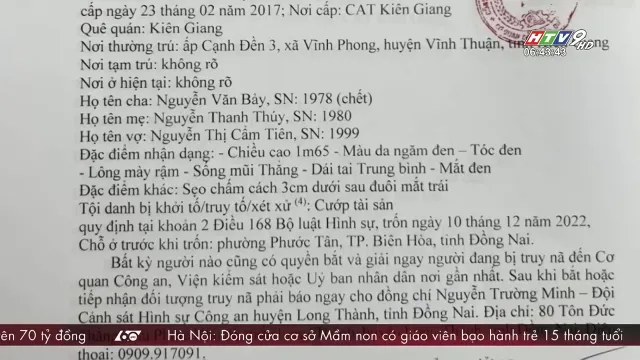 cấp ngày 23 tháng 02 năm 2017; Nơi cấp: CAT Kiên Giang
Quê quán: Kiên Giang
Nơi thường trú: ấp Cạnh Đền 3, xã Vĩnh Phong, huyện Vĩnh Thuận,
HTV9 HD
06:43:43
Nơi tạm trú: không rõ
Nơi ở hiện tại: không rõ
Họ tên cha: Nguyễn Văn Bảy, SN: 1978 (chết)
Họ tên mẹ: Nguyễn Thanh Thúy, SN: 1980
Họ tên vợ: Nguyễn Thị Cẩm Tiên, SN: 1999
Đặc điểm nhận dạng: - Chiều cao 1m65 - Màu da ngăm đen – Tóc đen
- Lông mày rậm - Sống mũi Thẳng - Dái tai Trung bình - Mắt đen
Đặc điểm khác: Sẹo chấm cách 3cm dưới sau đuôi mắt trái
Tội danh bị khởi tố/truy tố/xét xử (4): Cướp tài sản
quy định tại khoản 2 Điều 168 Bộ luật Hình sự, trốn ngày 10 tháng 12 năm 2022,
Chỗ ở trước khi trốn: phường Phước Tân, TP. Biên Hòa, tỉnh Đồng Nai.
Bất kỳ người nào cũng có quyền bắt và giải ngay người đang bị truy nã đến Cơ
quan Công an, Viện kiểm sát hoặc Uỷ ban nhân dân nơi gần nhất. Sau khi bắt hoặc
tiếp nhận đối tượng truy nã phải báo ngay cho đồng chí Nguyễn Trường Minh – Đội
Cảnh sát Hình sự Công an huyện Long Thành, tỉnh Đồng Nai. Địa chỉ: 80 Tôn Đức
ên 70 tỷ đồng
Hà Nội: Đóng cửa cơ sở Mầm non có giáo viên bạo hành trẻ 15 tháng tuổi
thoại: 0909.917091.